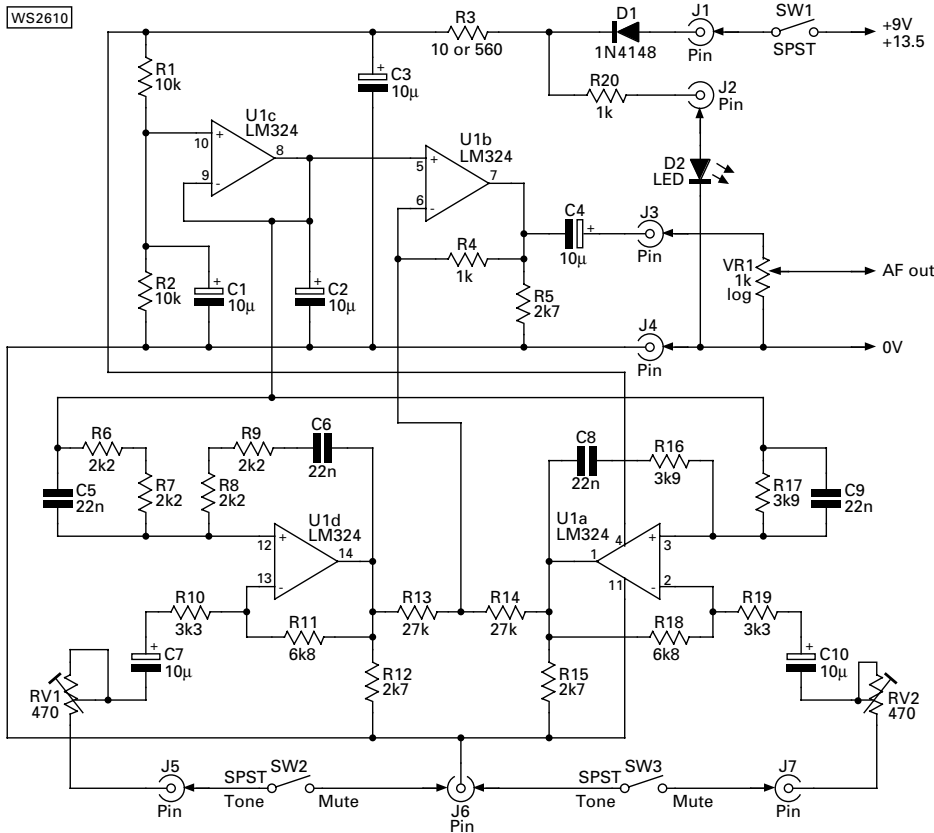 WS2610
R3
10 or 560
D1
1N4148
J1
Pin
SW1
SPST
+9V
+13.5
R1
10k
C3
10μ
+
R20
1k
J2
Pin
U1c
LM324
10
+
8
9
-
U1b
LM324
5
+
7
6
-
D2
LED
C4
+
10μ
J3
Pin
R4
1k
VR1
1k
log
AF out
R2
10k
+
C1
10μ
+
C2
10μ
R5
2k7
J4
Pin
0V
R6
2k2
R9
2k2
C6
22n
C8
22n
R16
3k9
C5
22n
R7
2k2
R8
2k2
R17
3k9
C9
22n
U1d
LM324
12
+
14
13
-
U1a
LM324
4
+
3
1
11
-
2
R10
3k3
R11
6k8
R13
27k
R14
27k
R18
6k8
R19
3k3
+
C7
10μ
R12
2k7
R15
2k7
+
C10
10μ
RV1
470
RV2
470
J5
Pin
SPST
SW2
Tone
Mute
J6
Pin
SPST
SW3
Tone
Mute
J7
Pin